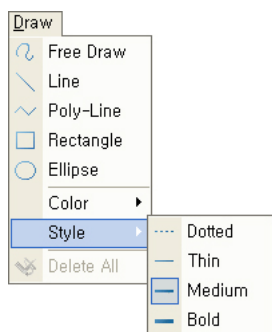 Draw
Free Draw
Line
Poly-Line
Rectangle
Ellipse
Color
Style
Delete All
Dotted
Thin
Medium
Bold